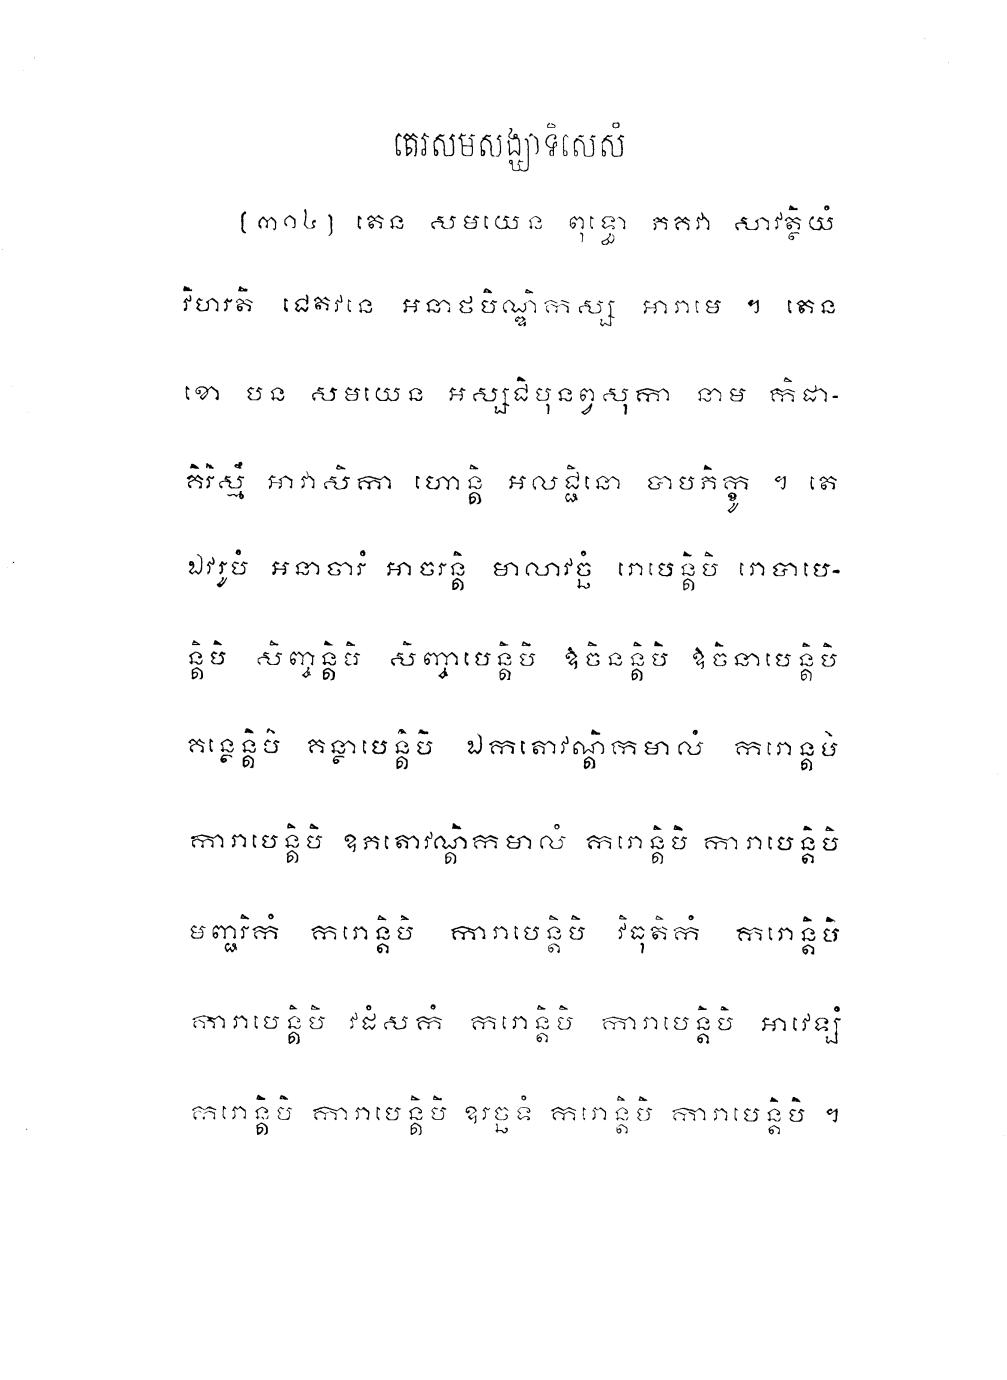 តេរសមសង្ឃាទិសេសំ
[៣១៤] តេន សមយេន ពុទ្ធោ ភគវា សាវត្ថិយំ
វិហរតិ ជេតវនេ អនាថបិណ្ឌិកស្ស អារាមេ ។ តេន
ខោ បន សមយេន អស្សជិបុនព្វសុកា នាម កិដា-
គិរិស្មឹ អាវាសិកា ហោន្តិ អលជ្ជិនោ បាបភិក្ខូ ។ តេ
ឯវរូបំ អនាចារំ អាចរន្តិ មាលាវច្ឆំ រោបេន្តិបិ រោបាបេ-
ន្តិបិ សិញ្ចន្តិបិ សិញ្ចាបេន្តិបិ ឱចិនន្តិបិ ឱចិនាបេន្តិបិ
គន្ថេន្តិបិ គន្ថាបេន្តិបិ ឯកតោវណ្ដិកមាលំ ករោន្តបិ
ការាបេន្តិបិ ឧភតោវណ្ដិកមាលំ ករោន្តិបិ ការាបេន្តិបិ
មញ្ជរិកំ ករោន្តិបិ ការាបេន្តិបិ វិធុតិកំ ករោន្តិបិ
ការាបេន្តិបិ វដំសកំ ករោន្តិបិ ការាបេន្តិបិ អាវេឡំ
ករោន្តិបិ ការាបេន្តិបិ ឧរច្ឆទំ ករោន្តិបិ ការាបេន្តិបិ ។